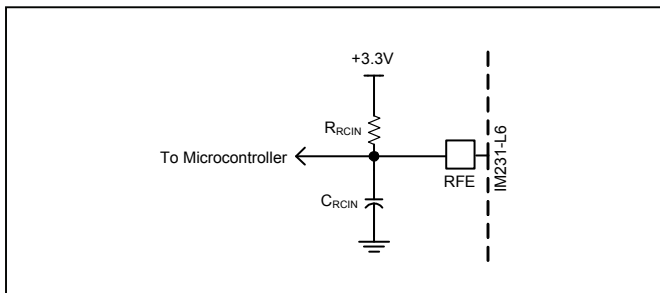 +3.3V
RRCIN
To Microcontroller
RFE
IM231-L6
CRCIN